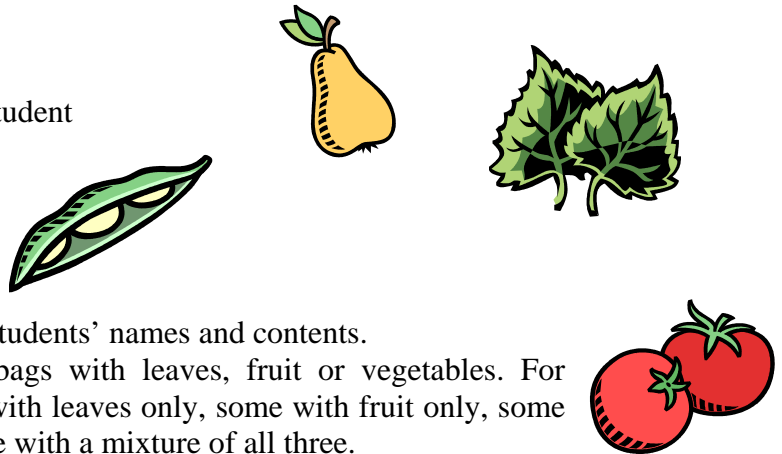 tudent
tudents’ names and contents.
bags with leaves, fruit or vegetables. For
with leaves only, some with fruit only, some
e with a mixture of all three.